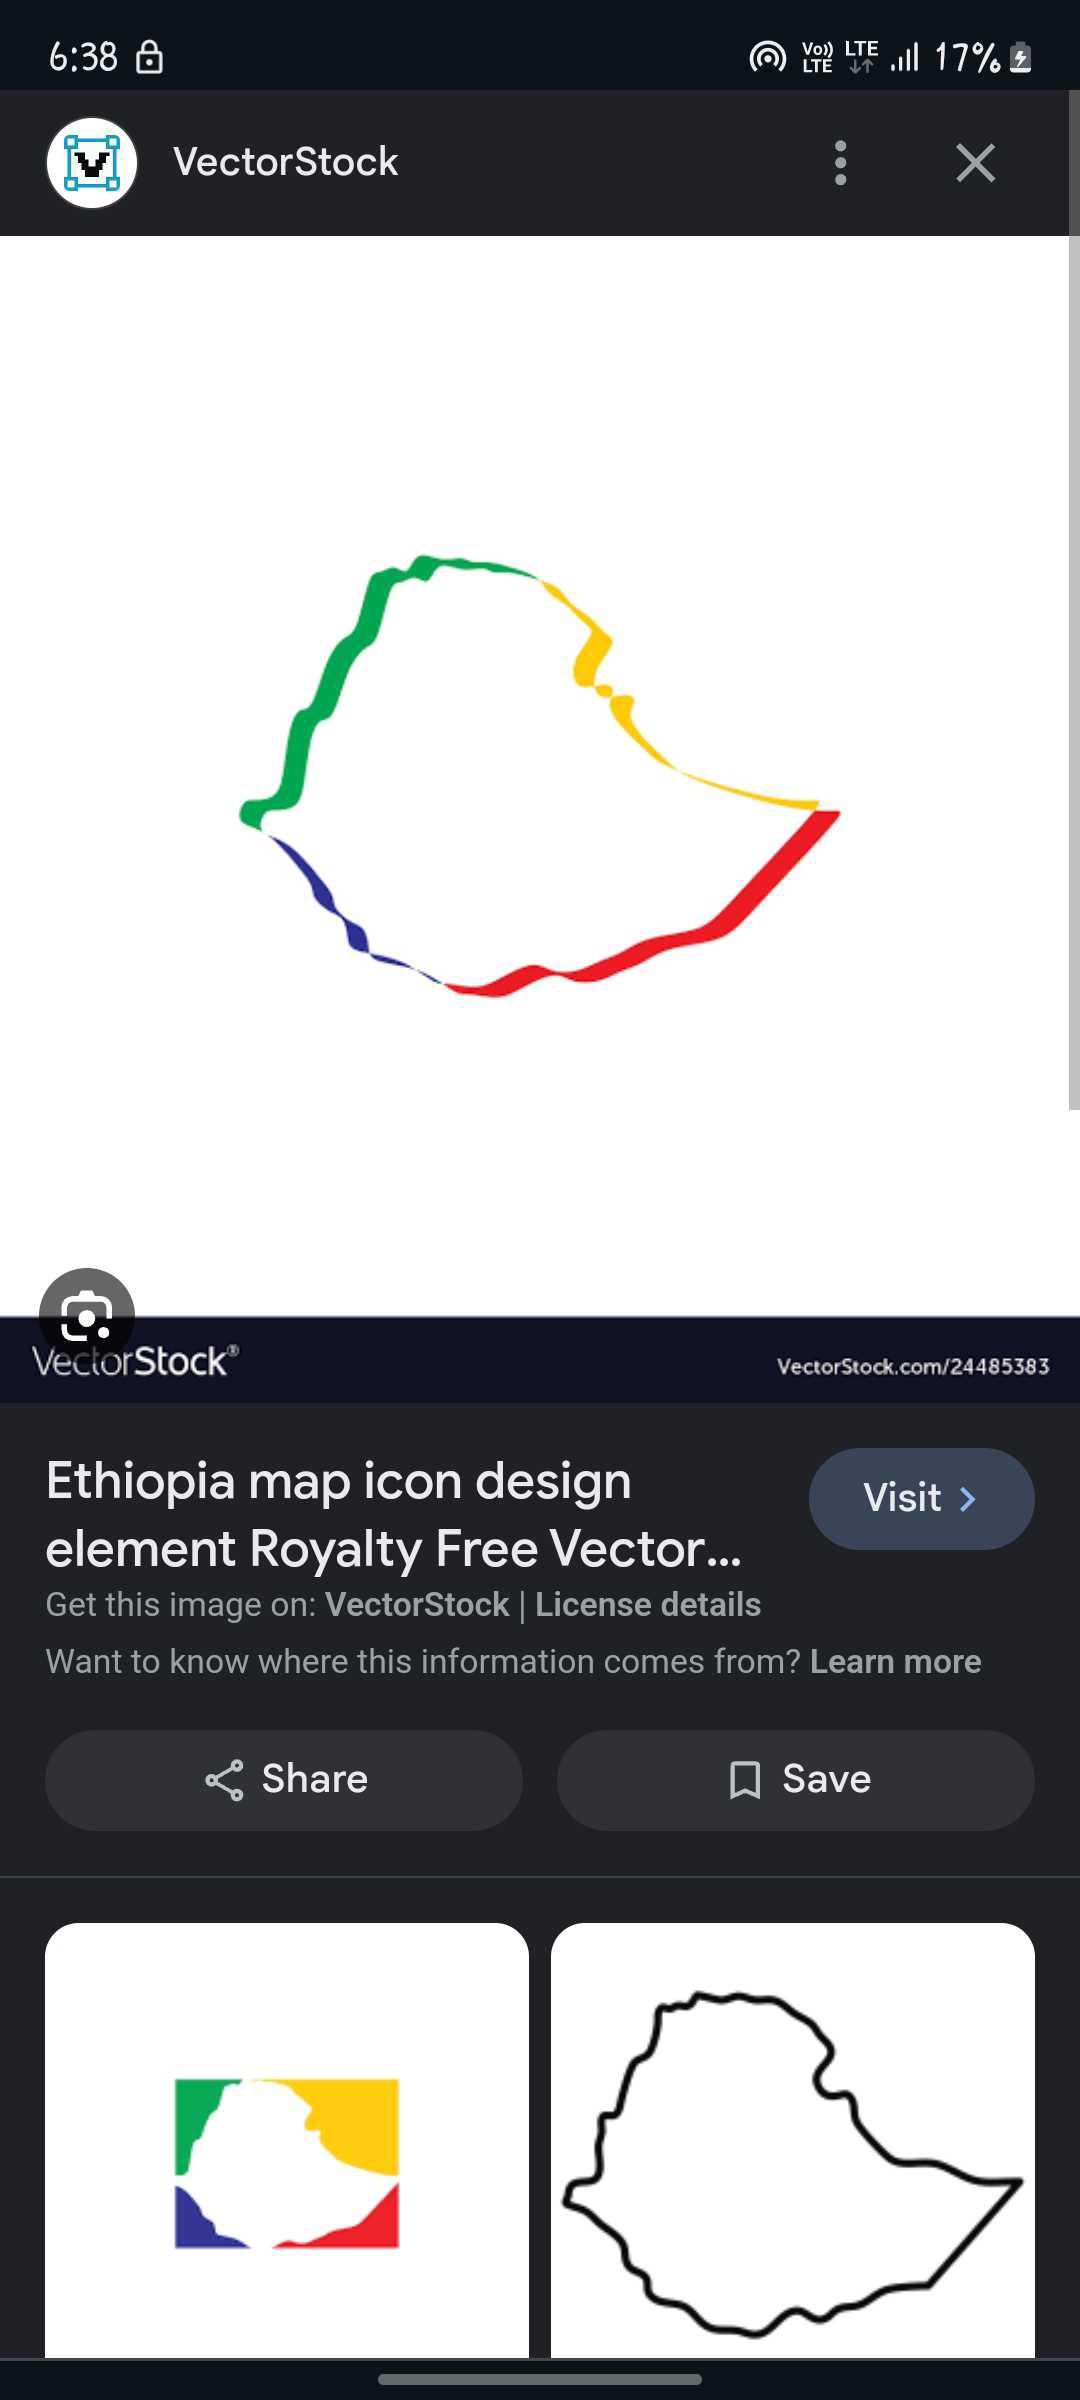 6:38
Vo)) LTE
LTE
17%
VectorStock
VectorStock®
VectorStock.com/24485383
Ethiopia map icon design
element Royalty Free Vector...
Visit
Get this image on: VectorStock | License details
Want to know where this information comes from? Learn more
Share
Save